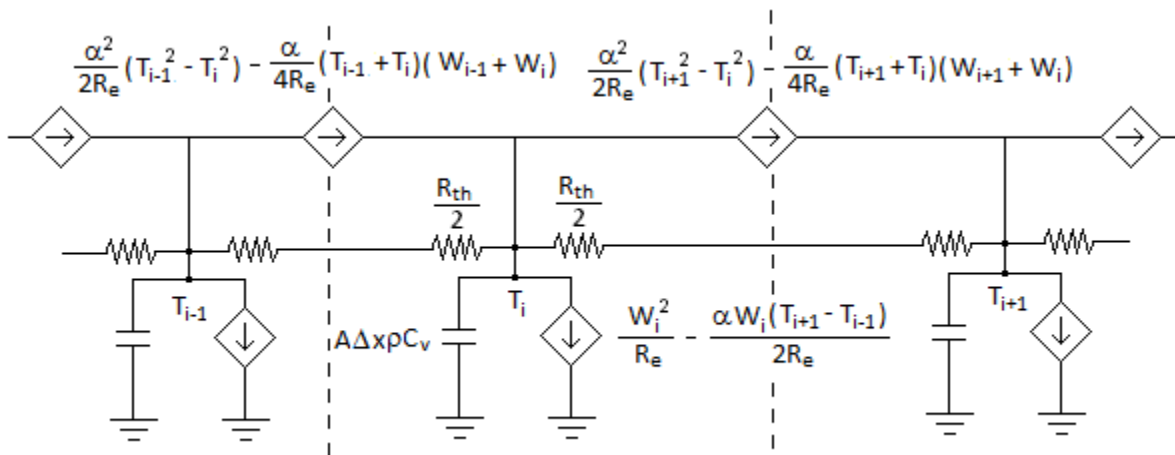 α²/2Rₑ (Tᵢ₋₁² - Tᵢ²) - α/4Rₑ (Tᵢ₋₁ + Tᵢ)( Wᵢ₋₁ + Wᵢ)
α²/2Rₑ (Tᵢ₊₁² - Tᵢ²) - α/4Rₑ (Tᵢ₊₁ + Tᵢ)(Wᵢ₊₁ + Wᵢ)
Rₜₕ/2
Rₜₕ/2
Tᵢ₋₁
Tᵢ
Tᵢ₊₁
AΔxρCᵥ
Wᵢ²/Rₑ - αWᵢ(Tᵢ₊₁ - Tᵢ₋₁)/2Rₑ